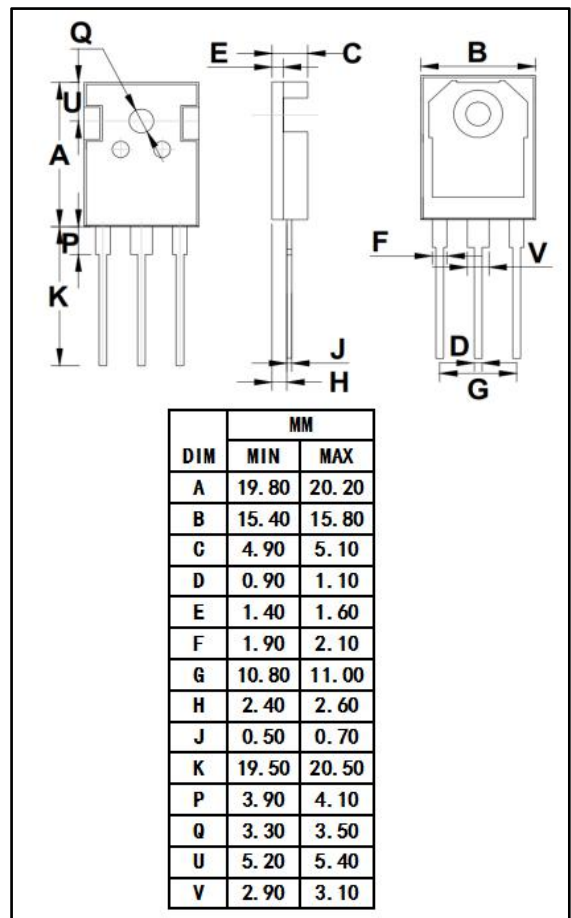 Q
E C B
U
A
P
K
F V
J D
H G
MM
DIM MIN MAX
A 19.80 20.20
B 15.40 15.80
C 4.90 5.10
D 0.90 1.10
E 1.40 1.60
F 1.90 2.10
G 10.80 11.00
H 2.40 2.60
J 0.50 0.70
K 19.50 20.50
P 3.90 4.10
Q 3.30 3.50
U 5.20 5.40
V 2.90 3.10